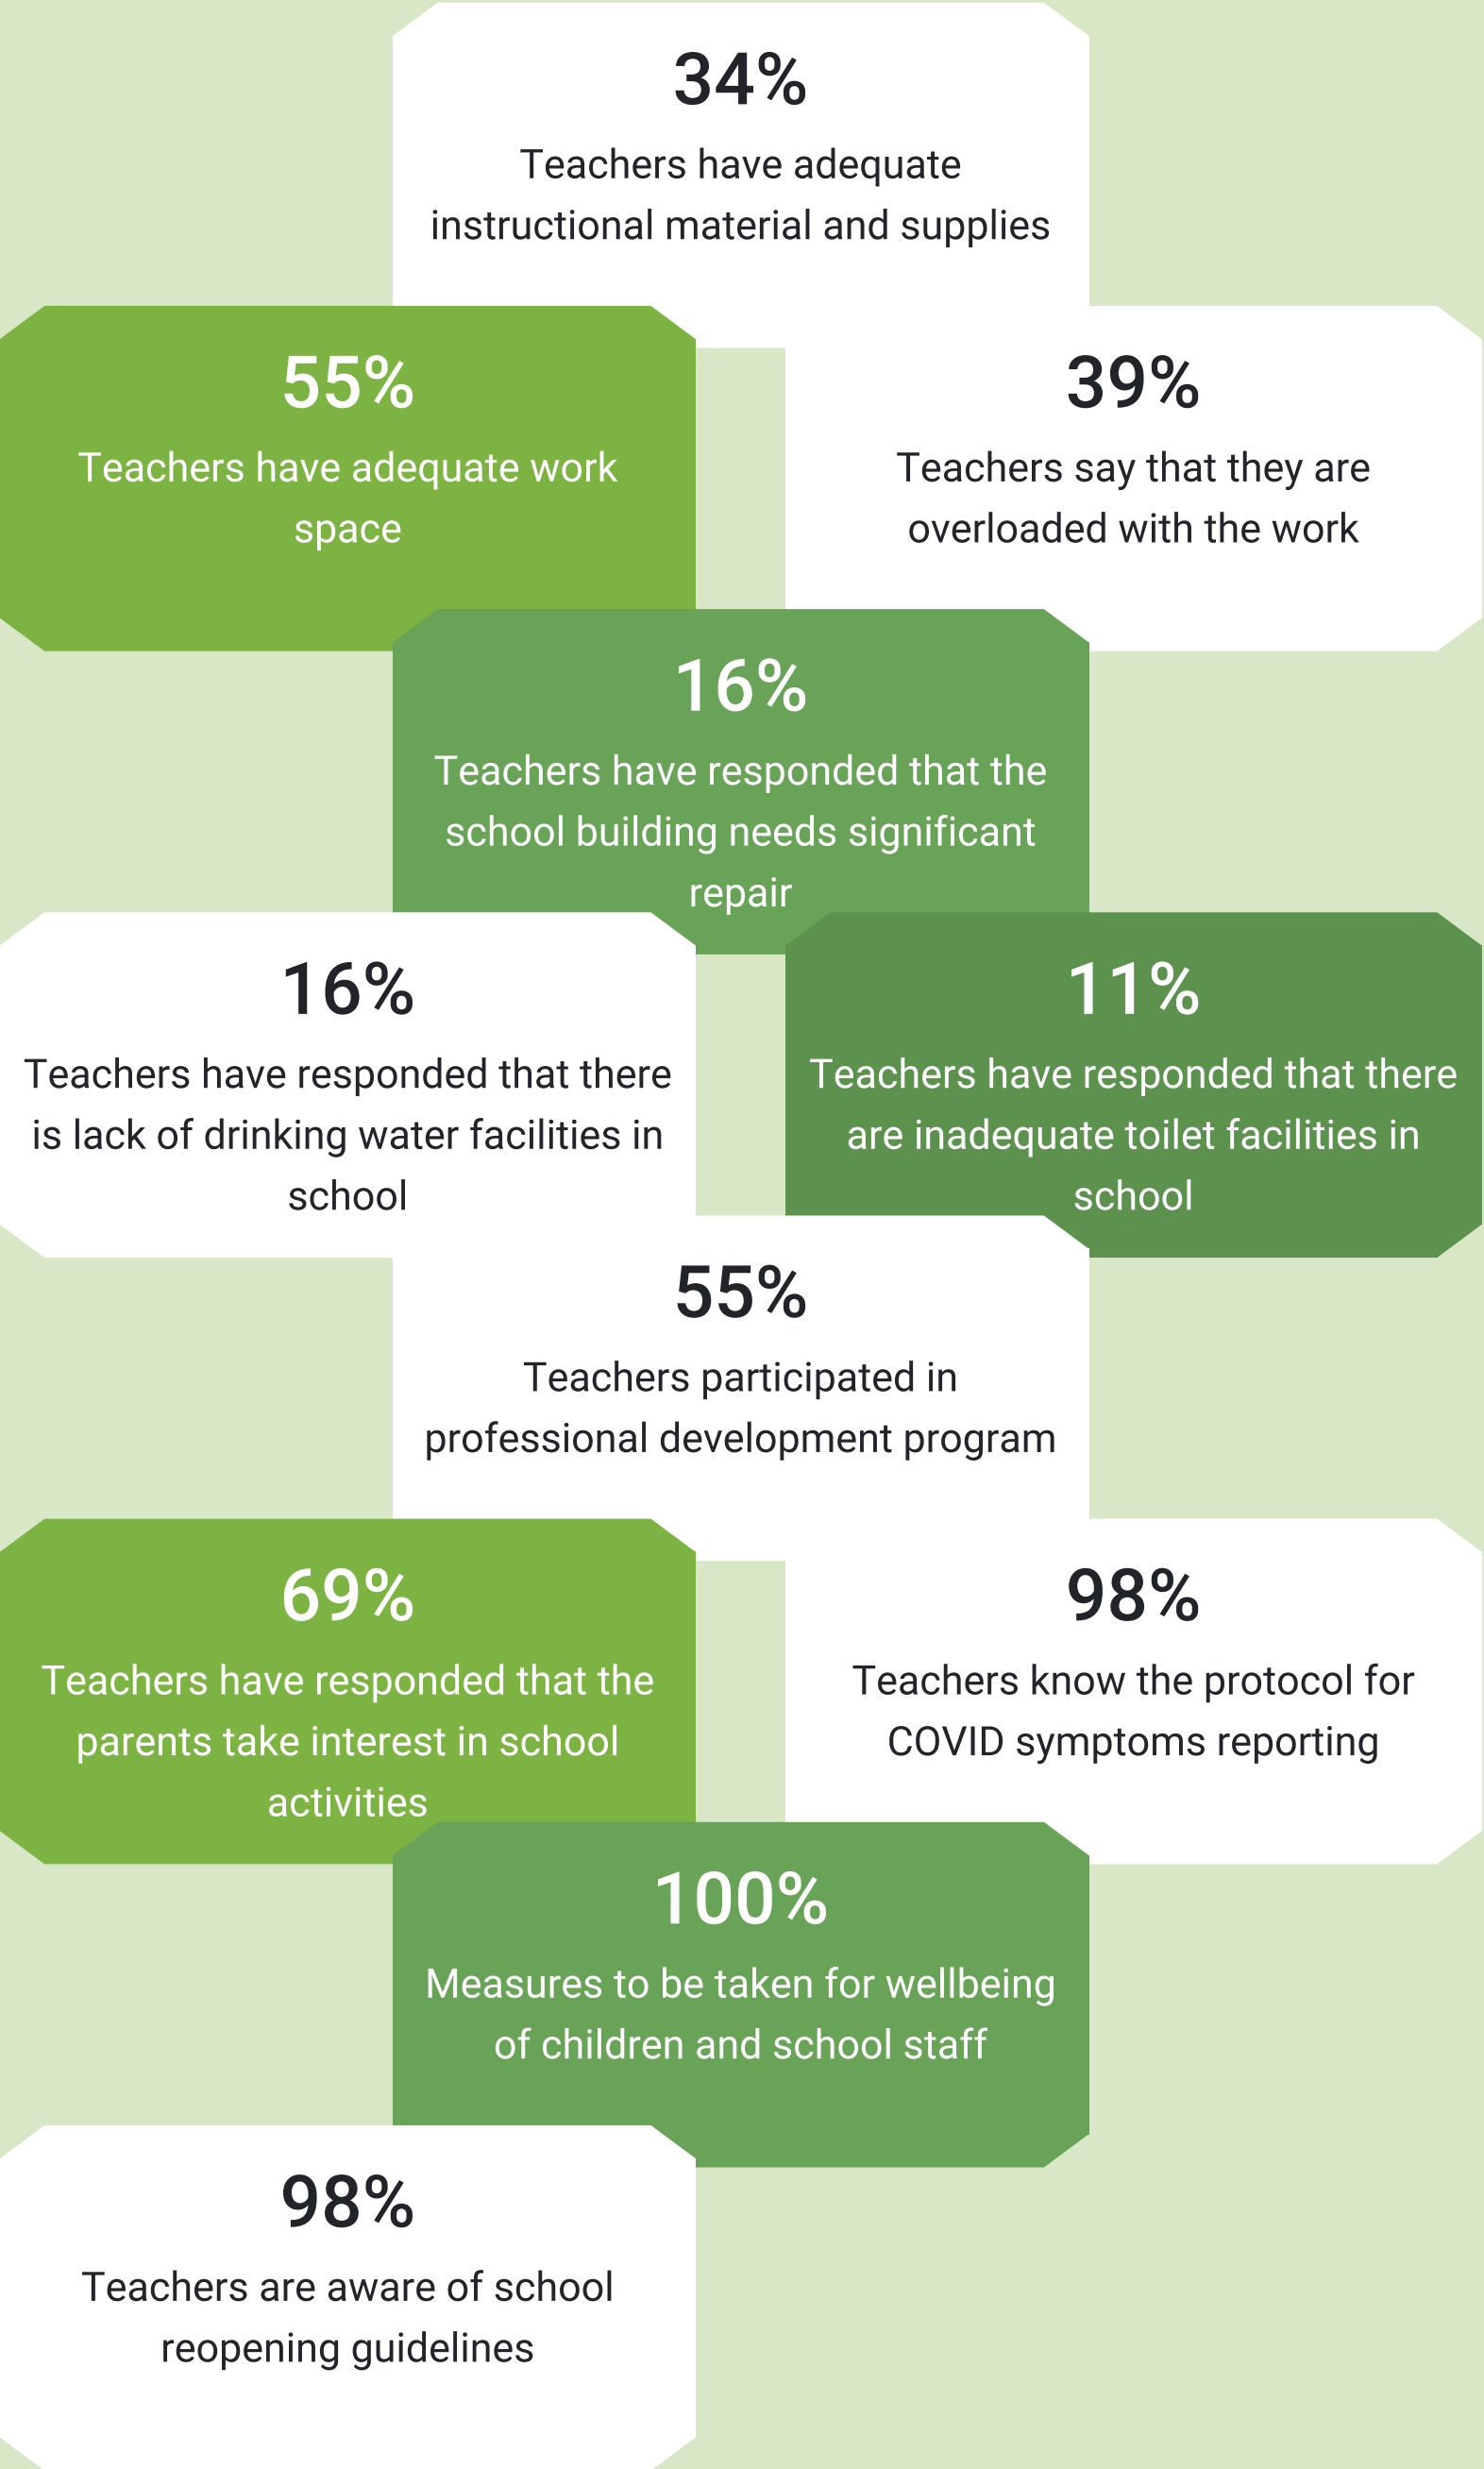 34%
Teachers have adequate
instructional material and supplies
55%
Teachers have adequate work
space
39%
Teachers say that they are
overloaded with the work
16%
Teachers have responded that the
school building needs significant
repair
16%
Teachers have responded that there
is lack of drinking water facilities in
school
11%
Teachers have responded that there
are inadequate toilet facilities in
school
55%
Teachers participated in
professional development program
69%
Teachers have responded that the
parents take interest in school
activities
98%
Teachers know the protocol for
COVID symptoms reporting
100%
Measures to be taken for wellbeing
of children and school staff
98%
Teachers are aware of school
reopening guidelines